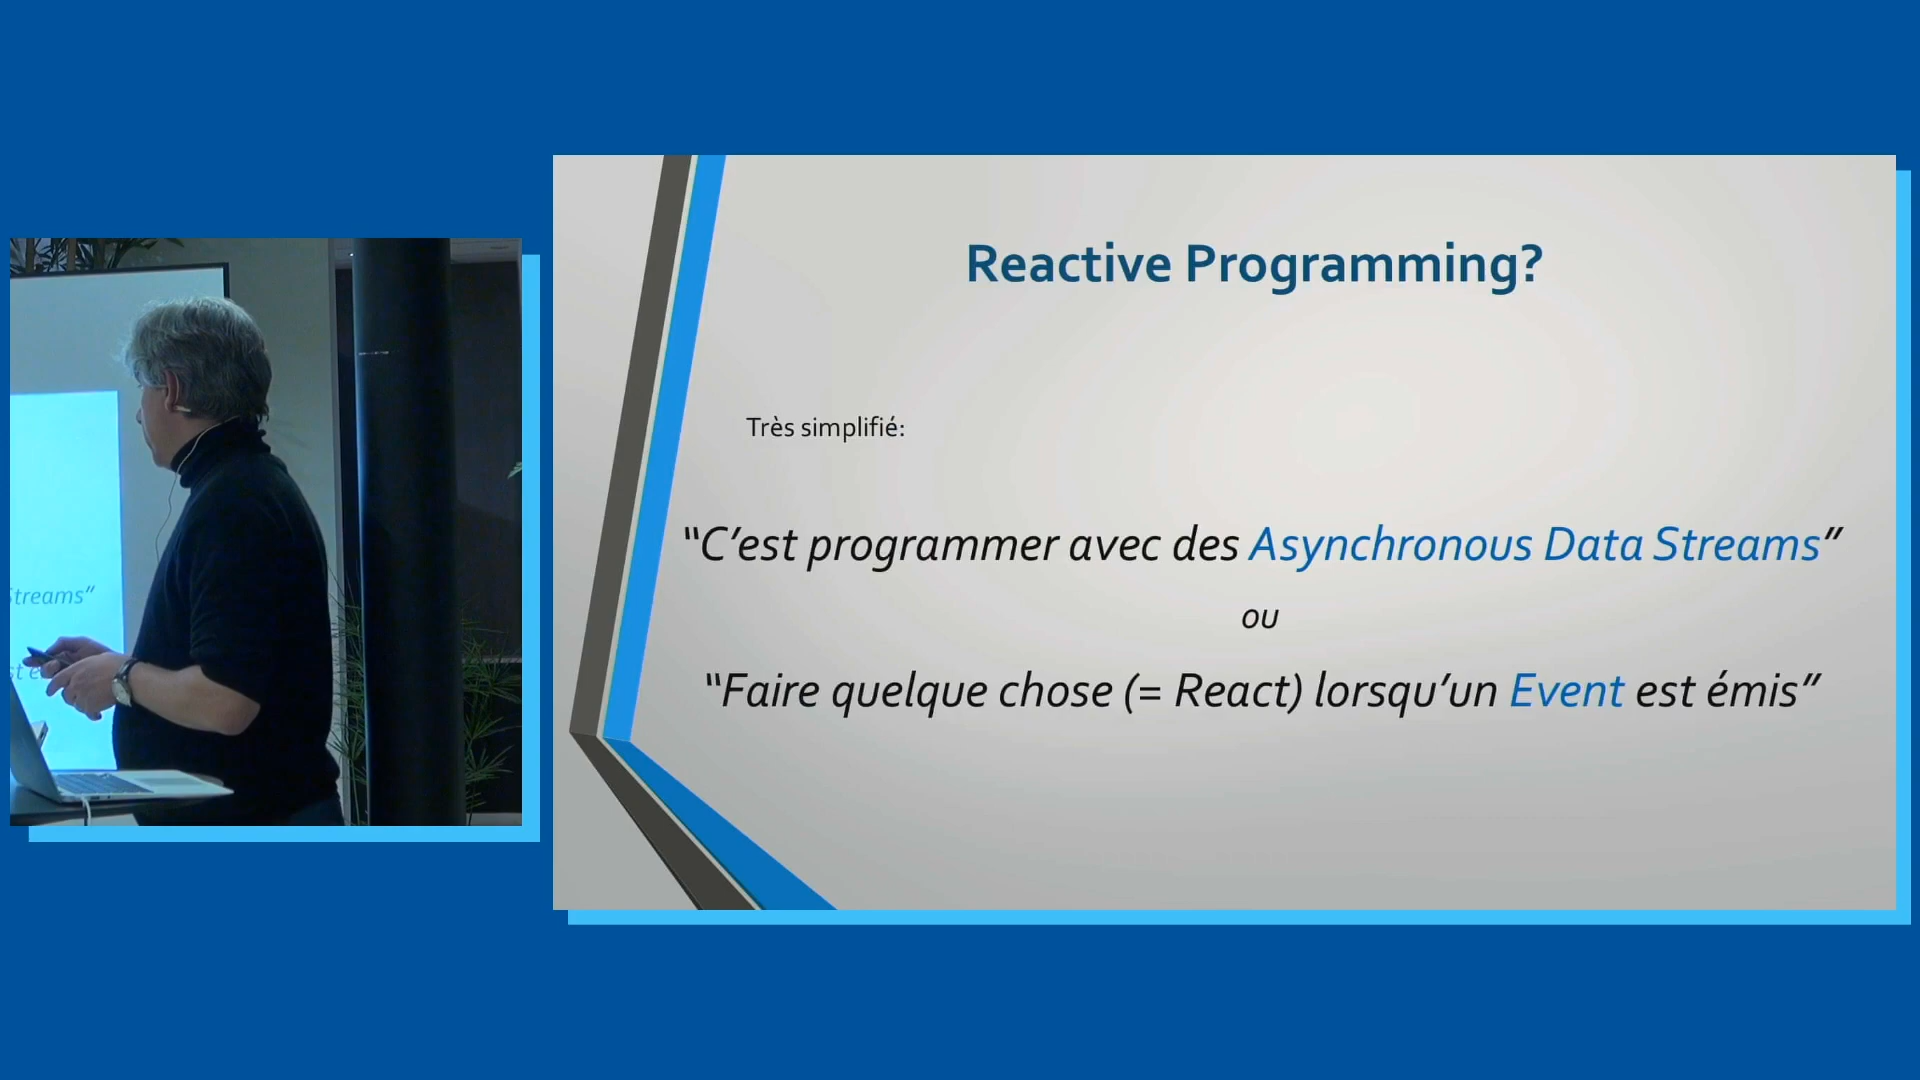 Reactive Programming?
Très simplifié:
“C’est programmer avec des Asynchronous Data Streams”
ou
“Faire quelque chose (= React) lorsqu’un Event est émis”
Streams”